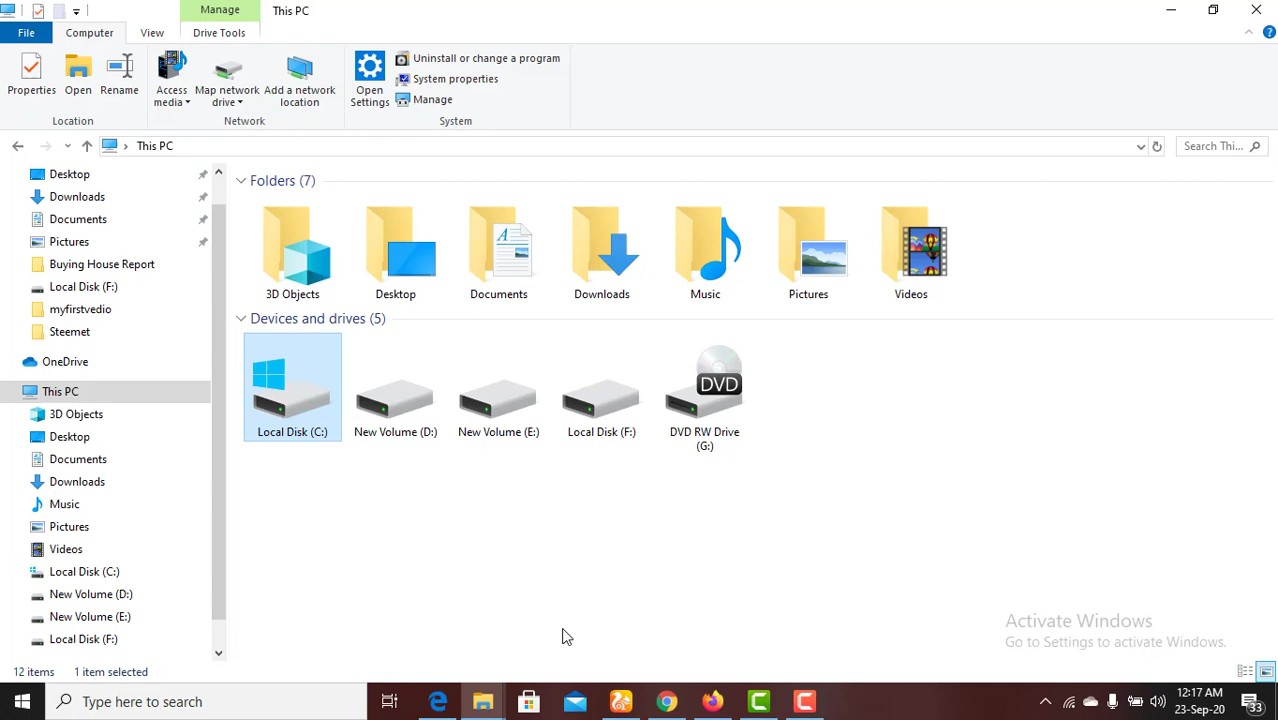 Manage
This PC
File
Computer
View
Drive Tools
Properties
Open
Rename
Access media
Map network drive
Add a network location
Open Settings
Uninstall or change a program
System properties
Manage
Location
Network
System
This PC
Search Thi...
Desktop
Downloads
Documents
Pictures
Buying House Report
Local Disk (F:)
myfirstvedio
Steemet
OneDrive
This PC
3D Objects
Desktop
Documents
Downloads
Music
Pictures
Videos
Local Disk (C:)
New Volume (D:)
New Volume (E:)
Local Disk (F:)
Folders (7)
3D Objects
Desktop
Documents
Downloads
Music
Pictures
Videos
Devices and drives (5)
DVD
Local Disk (C:)
New Volume (D:)
New Volume (E:)
Local Disk (F:)
DVD RW Drive
(G:)
Activate Windows
Go to Settings to activate Windows.
12 items
1 item selected
Type here to search
12:17 AM
23-Sep-20
33